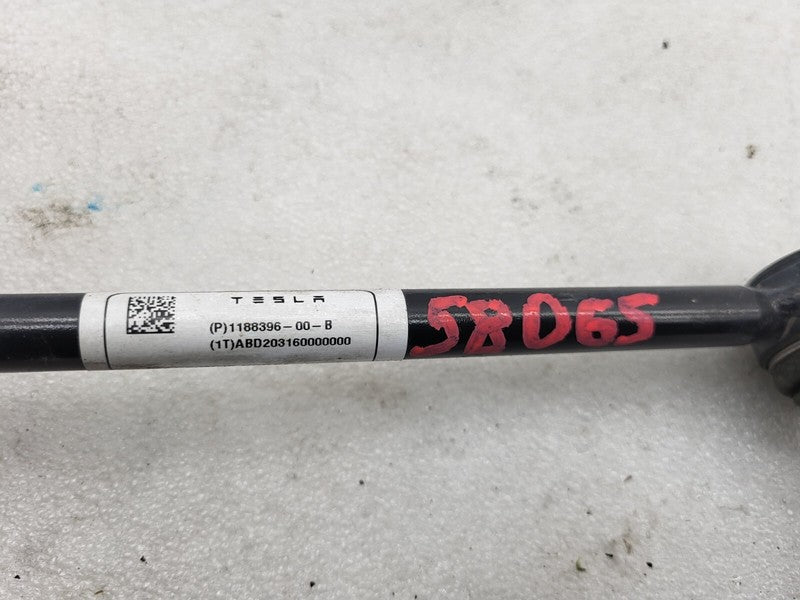 TESLA
(P)1188396-00-B
(1T)ABD203160000000
58D65